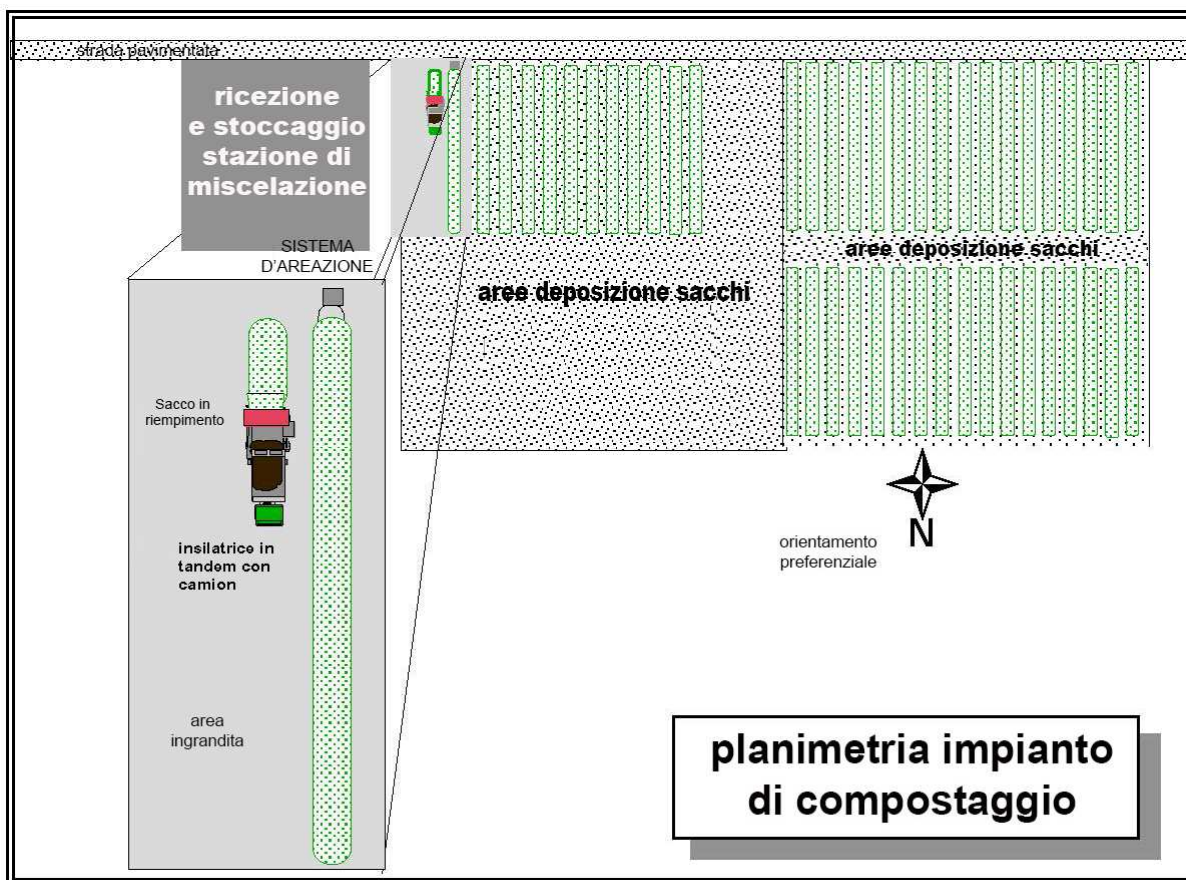 strada pavimentata
ricezione
e stoccaggio
stazione di
miscelazione
SISTEMA
D'AREAZIONE
aree deposizione sacchi
aree deposizione sacchi
Sacco in
riempimento
insilatrice in
tandem con
camion
area
ingrandita
N
orientamento
preferenziale
planimetria impianto
di compostaggio